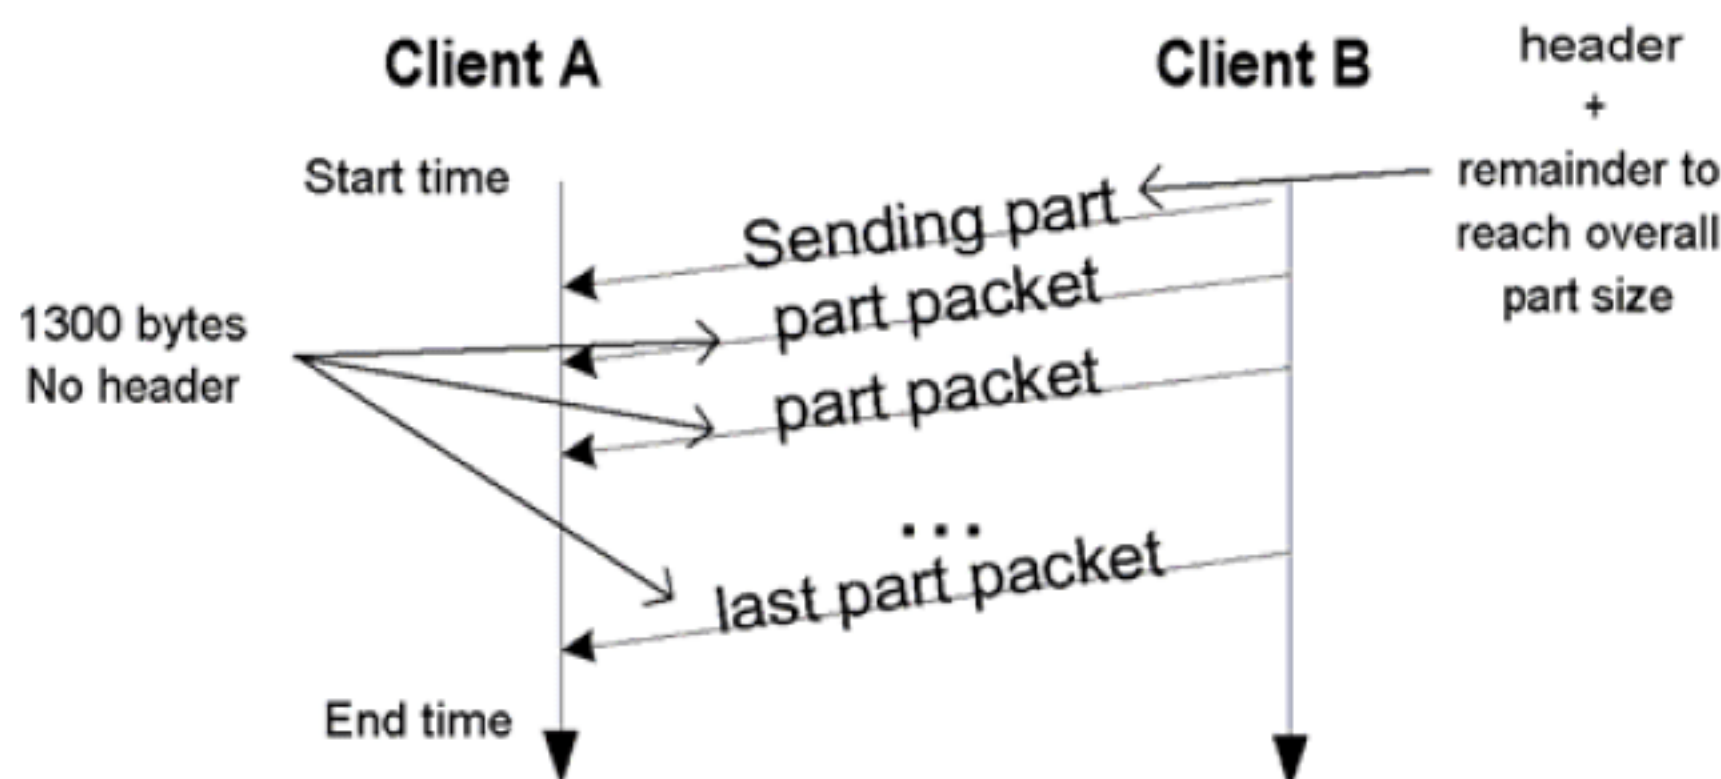 Client A
Client B
header
+
remainder to
reach overall
part size
Start time
Sending part
part packet
1300 bytes
No header
part packet
...
last part packet
End time